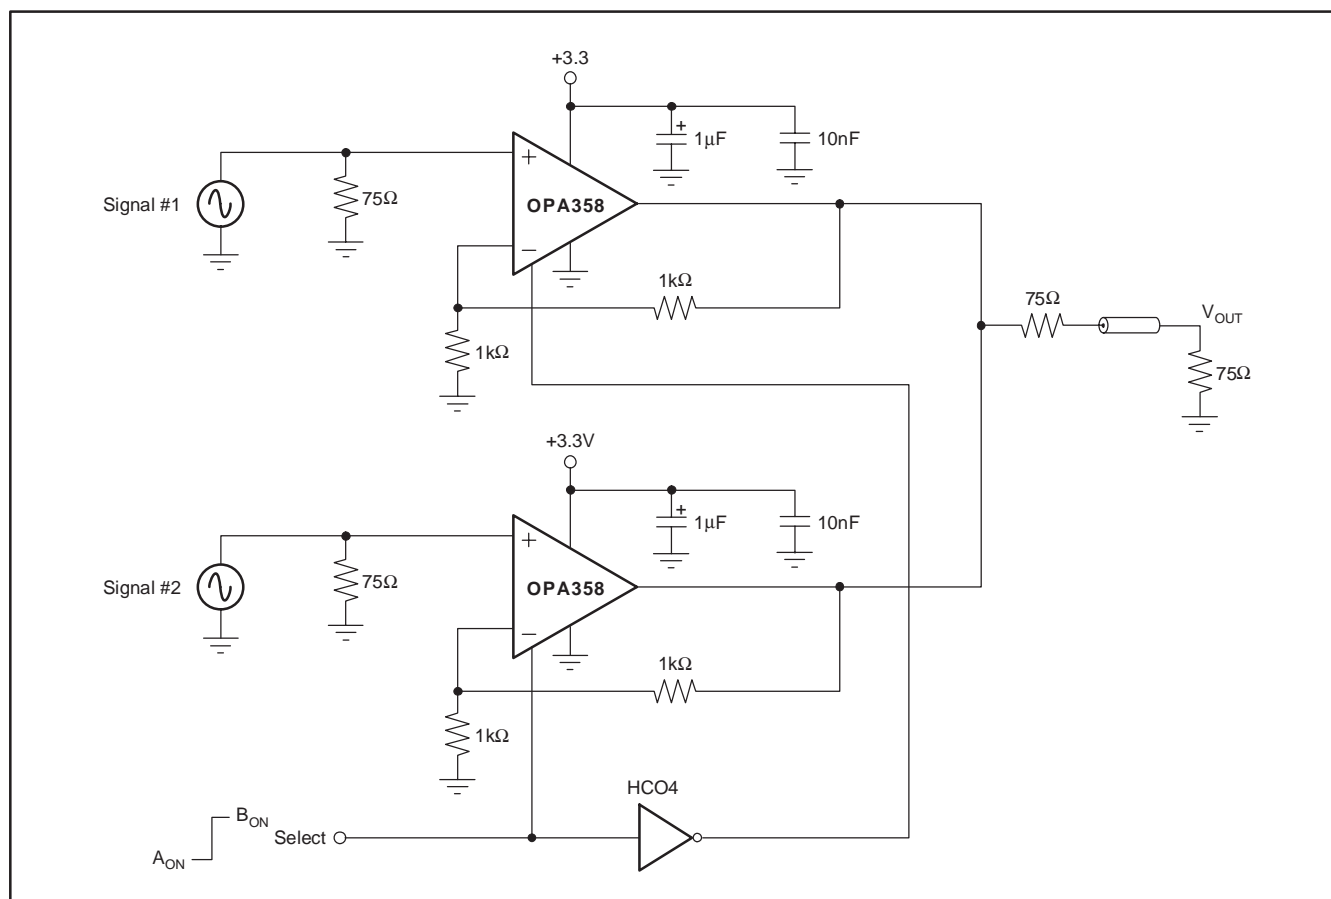 +3.3
+
1µF
10nF
+
Signal #1
75Ω
OPA358
−
1kΩ
1kΩ
75Ω
V_OUT
75Ω
+3.3V
+
1µF
10nF
+
Signal #2
75Ω
OPA358
−
1kΩ
1kΩ
HCO4
B_ON
Select
A_ON